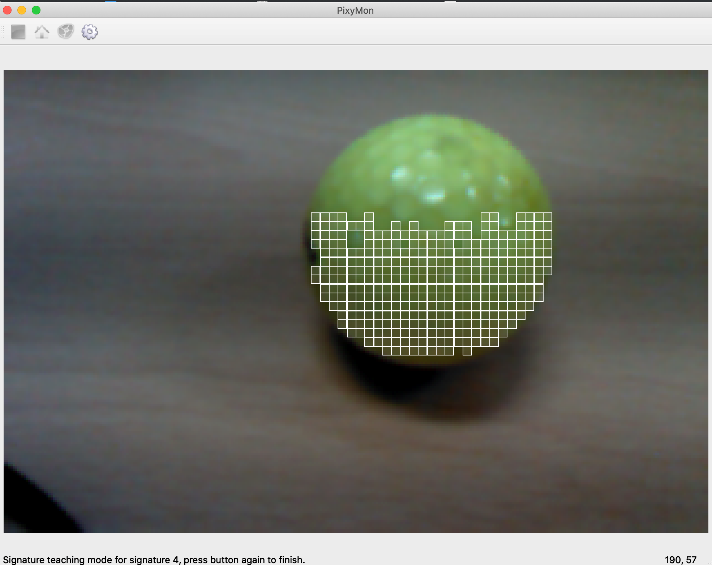 PixyMon
Signature teaching mode for signature 4, press button again to finish.
190, 57